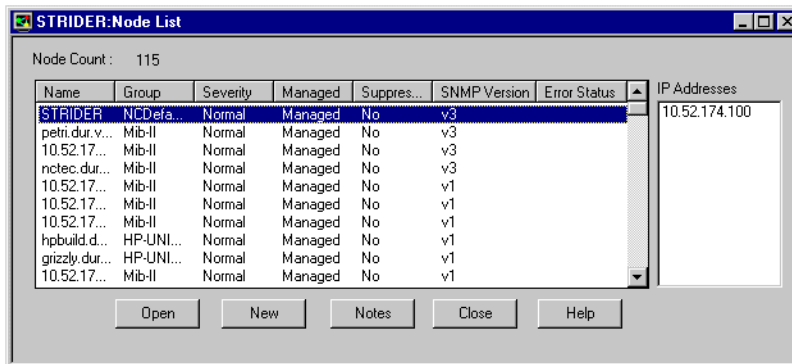 STRIDER:Node List
Node Count : 115
Name Group Severity Managed Suppres... SNMP Version Error Status IP Addresses
STRIDER NCDefa... Normal Managed No v3 10.52.174.100
petri.dur.v... Mib-II Normal Managed No v3
10.52.17... Mib-II Normal Managed No v3
nctec.dur... Mib-II Normal Managed No v3
10.52.17... Mib-II Normal Managed No v1
10.52.17... Mib-II Normal Managed No v1
10.52.17... Mib-II Normal Managed No v1
hpbuild.d... HP-UNI... Normal Managed No v1
grizzly.dur... HP-UNI... Normal Managed No v1
10.52.17... Mib-II Normal Managed No v1
Open New Notes Close Help